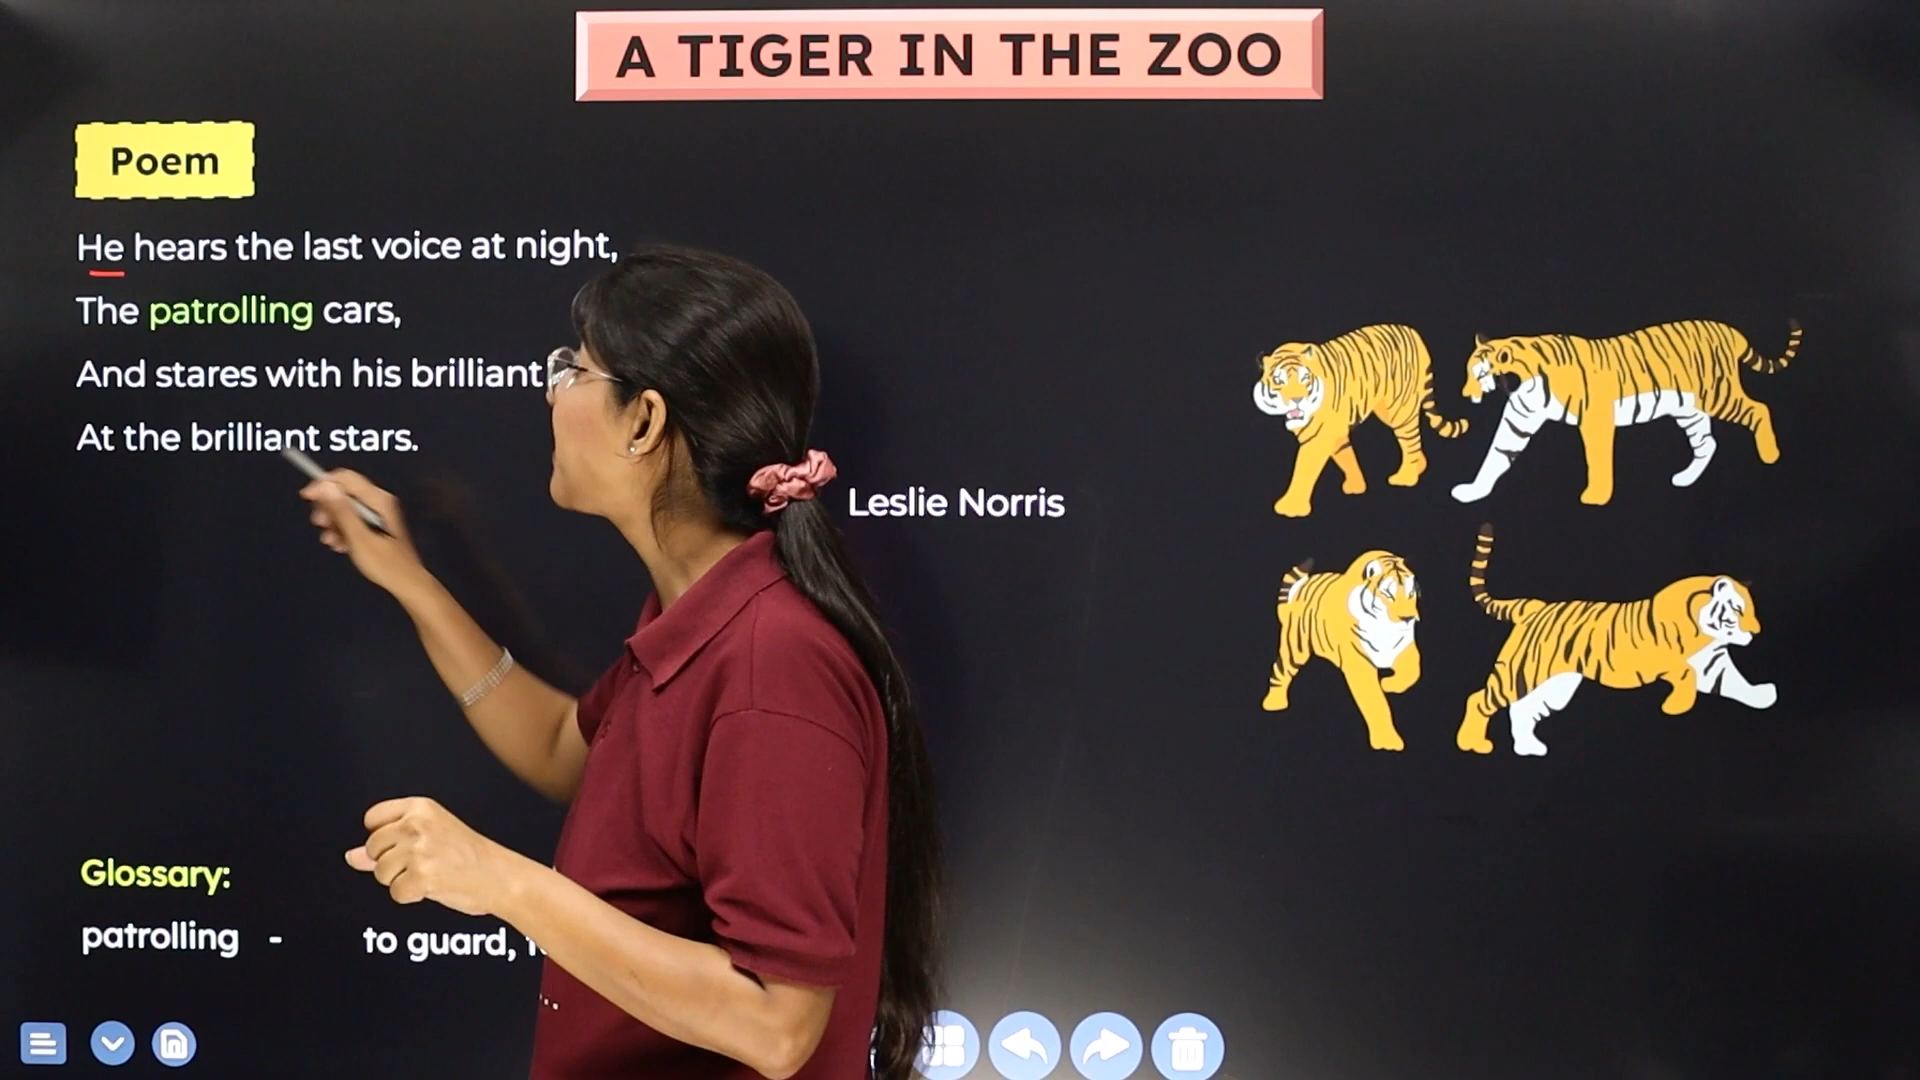 A TIGER IN THE ZOO
Poem
He hears the last voice at night,
The patrolling cars,
And stares with his brilliant
At the brilliant stars.
Leslie Norris
Glossary:
patrolling - to guard,